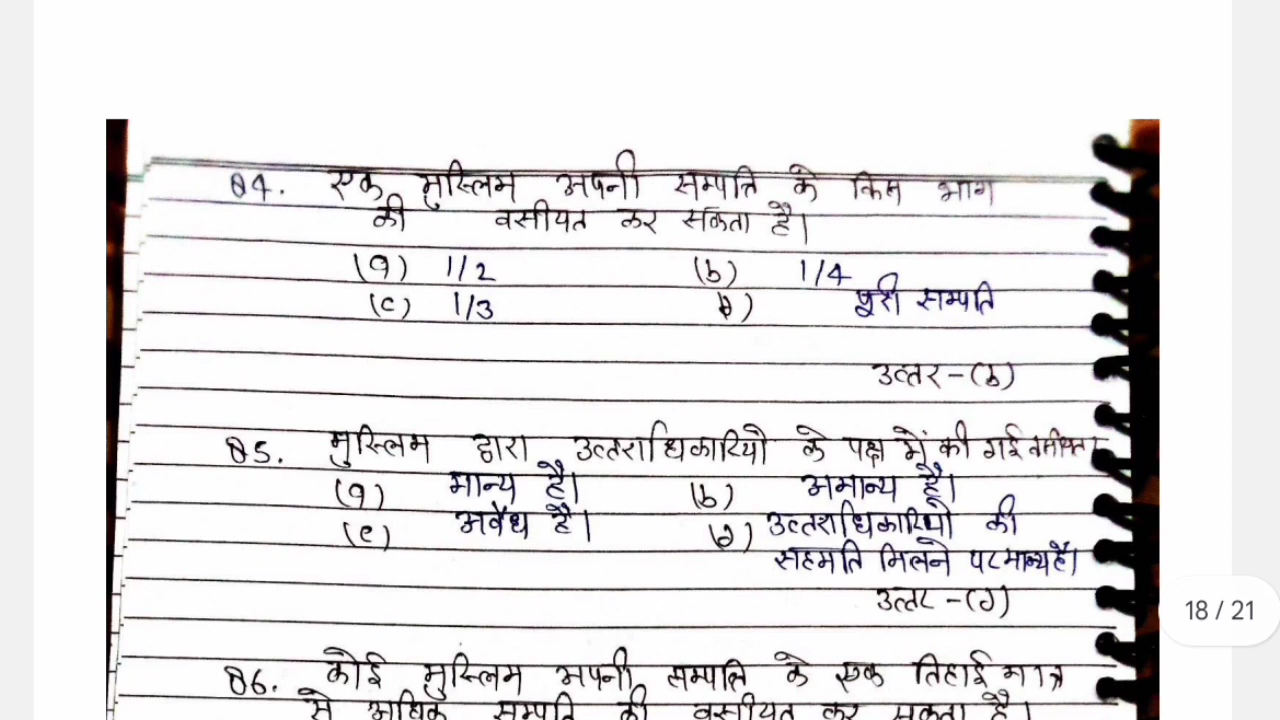 84. एक मुस्लिम अपनी सम्पति के किस भाग
की वसीयत कर सकता है।
(a) 1/2 (b) 1/4
(c) 1/3 d) पूरी सम्पति
उत्तर - (b)
85. मुस्लिम द्वारा उत्तराधिकारियो के पक्ष में की गई वसीयत
(a) मान्य है। (b) अमान्य है।
(c) अवैध है। (d) उत्तराधिकारियो की
सहमति मिलने पर मान्य है।
उत्तर - (d)
18 / 21
86. कोई मुस्लिम अपनी सम्पति के एक तिहाई मात्र
से अधिक सम्पति की वसीयत कर सकता है।